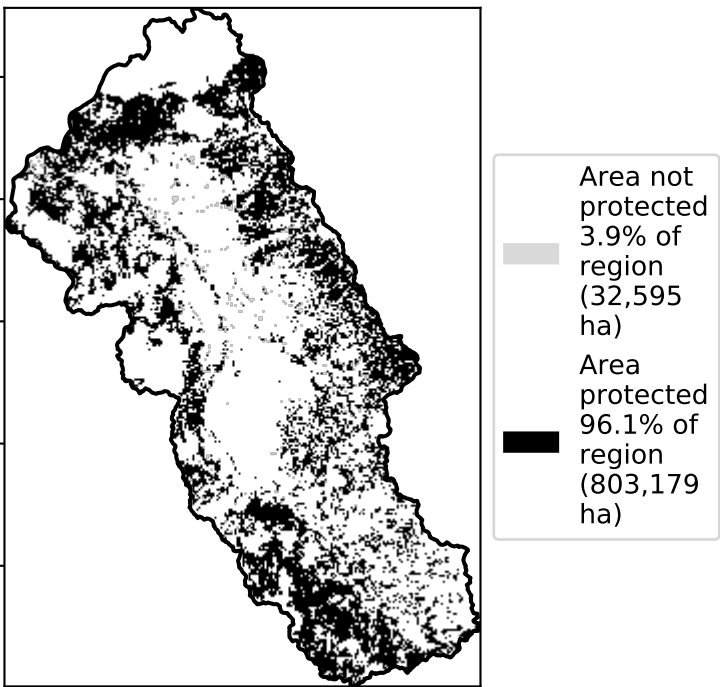 Area not
protected
3.9% of
region
(32,595
ha)
Area
protected
96.1% of
region
(803,179
ha)